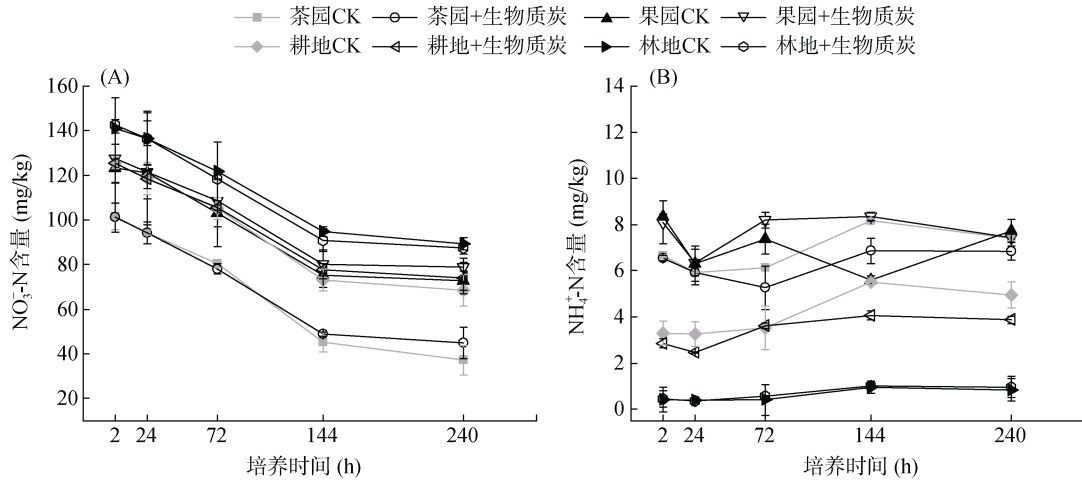 茶园CK 茶园+生物质炭 果园CK 果园+生物质炭
耕地CK 耕地+生物质炭 林地CK 林地+生物质炭
(A)
NO₃⁻-N含量 (mg/kg)
160
140
120
100
80
60
40
20
2 24 72 144 240
培养时间 (h)
(B)
NH₄⁺-N含量 (mg/kg)
14
12
10
8
6
4
2
0
2 24 72 144 240
培养时间 (h)